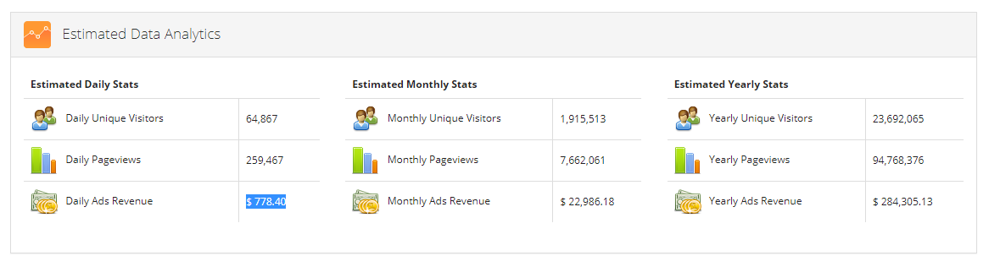 Estimated Data Analytics
Estimated Daily Stats
Daily Unique Visitors 64,867
Daily Pageviews 259,467
Daily Ads Revenue $ 778.40
Estimated Monthly Stats
Monthly Unique Visitors 1,915,513
Monthly Pageviews 7,662,061
Monthly Ads Revenue $ 22,986.18
Estimated Yearly Stats
Yearly Unique Visitors 23,692,065
Yearly Pageviews 94,768,376
Yearly Ads Revenue $ 284,305.13